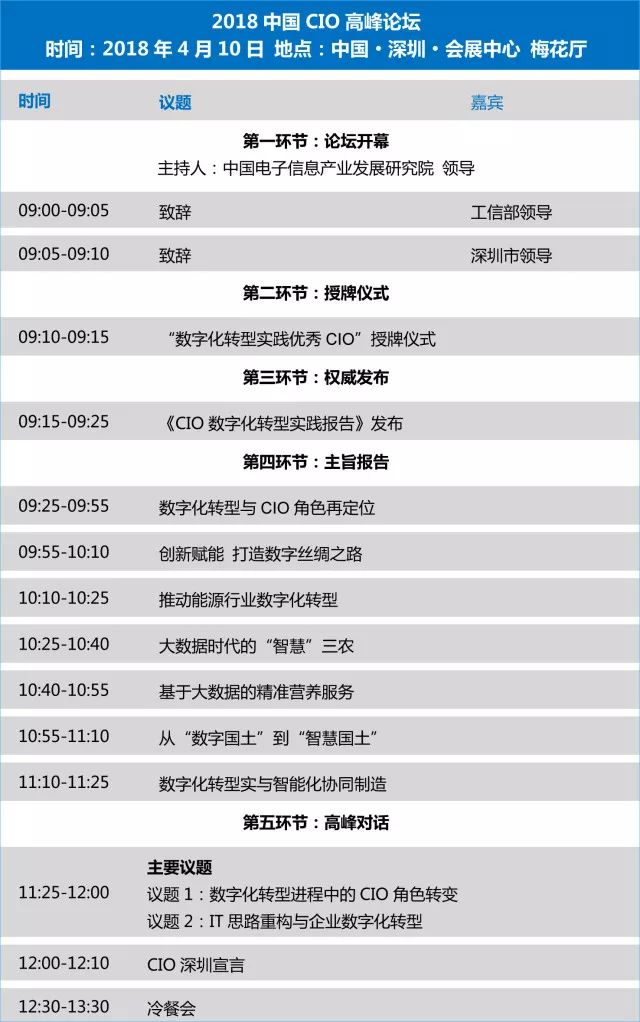 2018 中国 CIO 高峰论坛
时间：2018 年 4 月 10 日 地点：中国•深圳•会展中心 梅花厅
时间 议题 嘉宾
第一环节：论坛开幕
主持人：中国电子信息产业发展研究院 领导
09:00-09:05 致辞 工信部领导
09:05-09:10 致辞 深圳市领导
第二环节：授牌仪式
09:10-09:15 “数字化转型实践优秀 CIO”授牌仪式
第三环节：权威发布
09:15-09:25 《CIO 数字化转型实践报告》发布
第四环节：主旨报告
09:25-09:55 数字化转型与 CIO 角色再定位
09:55-10:10 创新赋能 打造数字丝绸之路
10:10-10:25 推动能源行业数字化转型
10:25-10:40 大数据时代的“智慧”三农
10:40-10:55 基于大数据的精准营养服务
10:55-11:10 从“数字国土”到“智慧国土”
11:10-11:25 数字化转型实与智能化协同制造
第五环节：高峰对话
主要议题
11:25-12:00 议题 1：数字化转型进程中的 CIO 角色转变
议题 2：IT 思路重构与企业数字化转型
12:00-12:10 CIO 深圳宣言
12:30-13:30 冷餐会